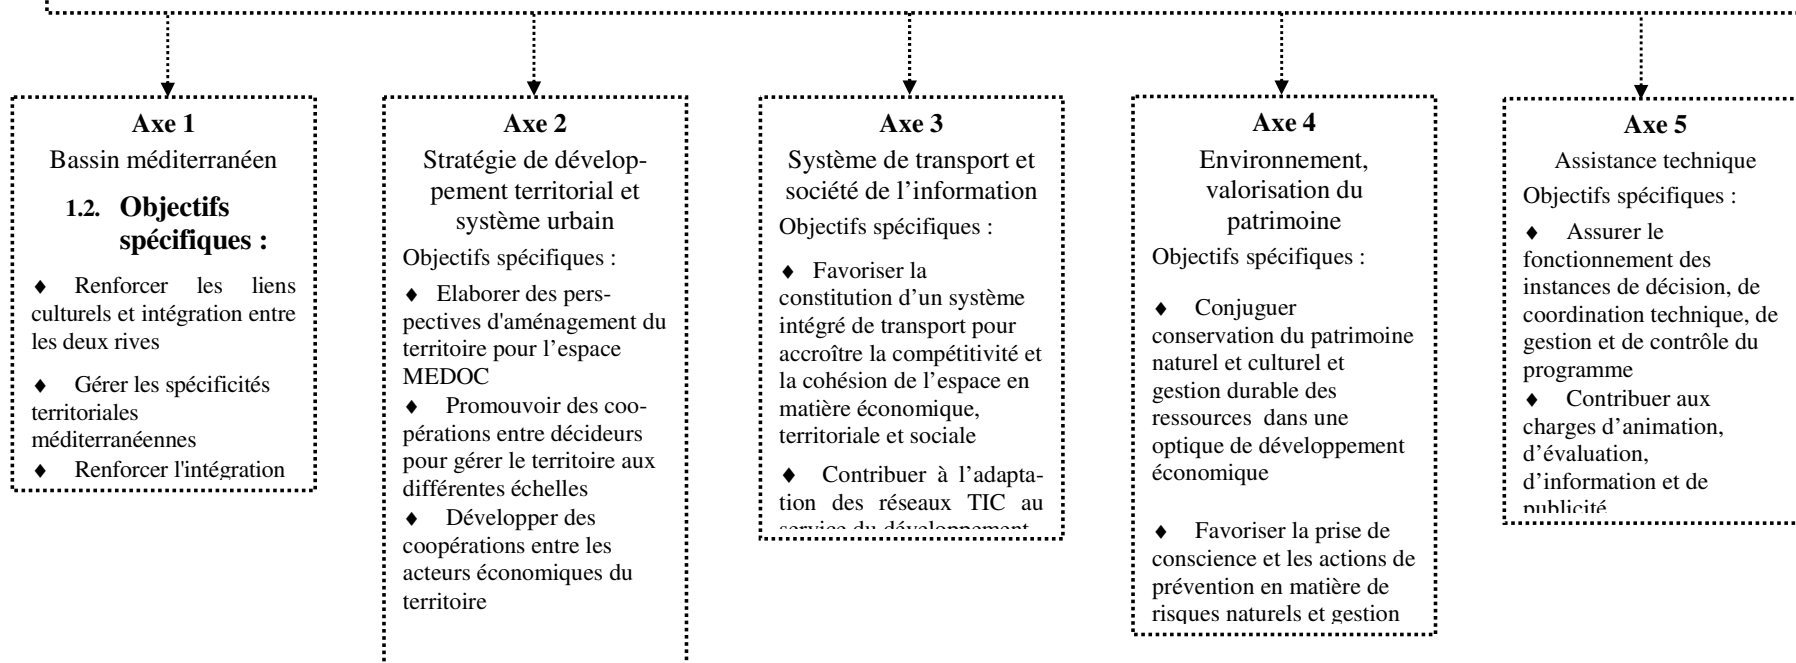 Axe 1
Bassin méditerranéen
1.2. Objectifs
spécifiques :
♦ Renforcer les liens
culturels et intégration entre
les deux rives
♦ Gérer les spécificités
territoriales
méditerranéennes
♦ Renforcer l'intégration
Axe 2
Stratégie de dévelop-
pement territorial et
système urbain
Objectifs spécifiques :
♦ Elaborer des pers-
pectives d'aménagement du
territoire pour l’espace
MEDOC
♦ Promouvoir des coo-
pérations entre décideurs
pour gérer le territoire aux
différentes échelles
♦ Développer des
coopérations entre les
acteurs économiques du
territoire
Axe 3
Système de transport et
société de l’information
Objectifs spécifiques :
♦ Favoriser la
constitution d’un système
intégré de transport pour
accroître la compétitivité et
la cohésion de l’espace en
matière économique,
territoriale et sociale
♦ Contribuer à l’adapta-
tion des réseaux TIC au
service du développement
Axe 4
Environnement,
valorisation du
patrimoine
Objectifs spécifiques :
♦ Conjuguer
conservation du patrimoine
naturel et culturel et
gestion durable des
ressources dans une
optique de développement
économique
♦ Favoriser la prise de
conscience et les actions de
prévention en matière de
risques naturels et gestion
Axe 5
Assistance technique
Objectifs spécifiques :
♦ Assurer le
fonctionnement des
instances de décision, de
coordination technique, de
gestion et de contrôle du
programme
♦ Contribuer aux
charges d’animation,
d’évaluation,
d’information et de
publicité